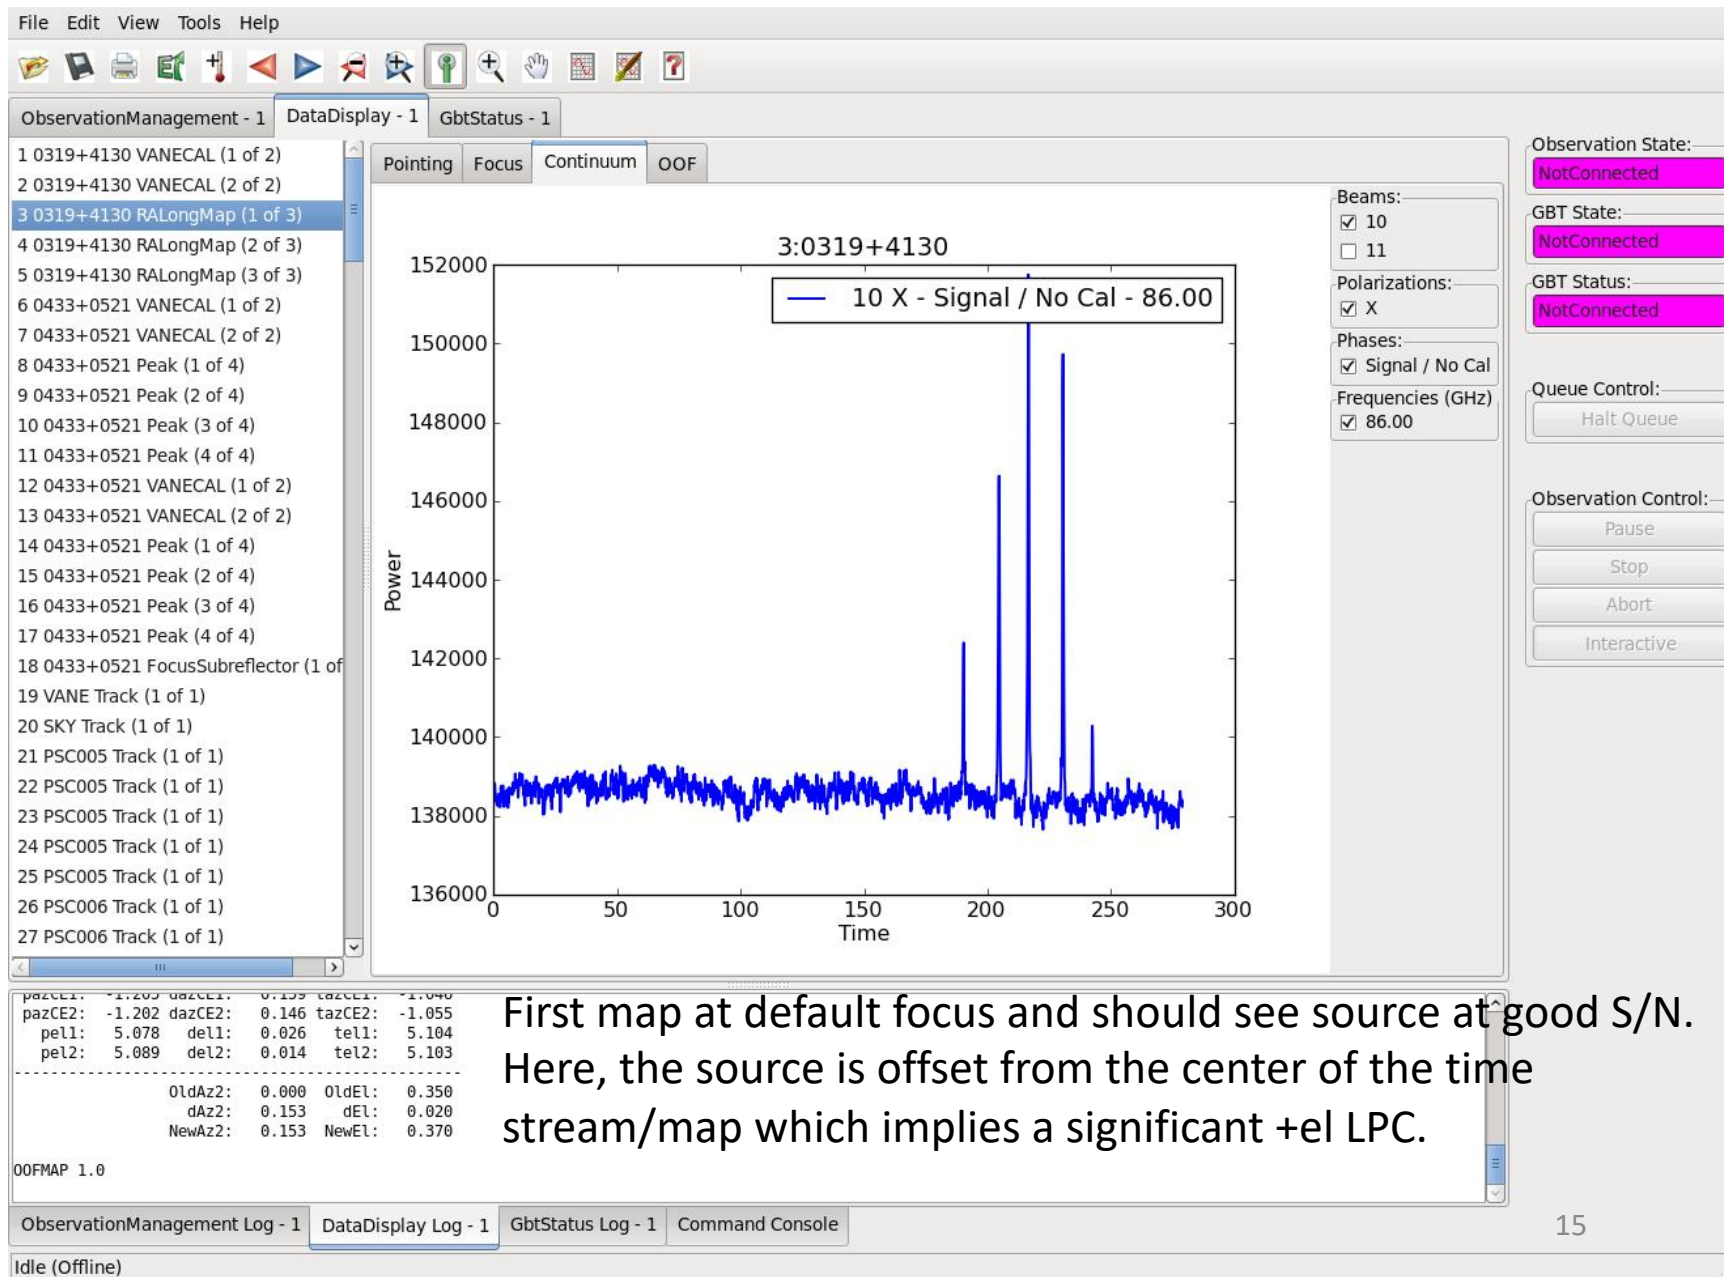 File Edit View Tools Help
ObservationManagement - 1 DataDisplay - 1 GbtStatus - 1
1 0319+4130 VANECAL (1 of 2)
2 0319+4130 VANECAL (2 of 2)
3 0319+4130 RALongMap (1 of 3)
4 0319+4130 RALongMap (2 of 3)
5 0319+4130 RALongMap (3 of 3)
6 0433+0521 VANECAL (1 of 2)
7 0433+0521 VANECAL (2 of 2)
8 0433+0521 Peak (1 of 4)
9 0433+0521 Peak (2 of 4)
10 0433+0521 Peak (3 of 4)
11 0433+0521 Peak (4 of 4)
12 0433+0521 VANECAL (1 of 2)
13 0433+0521 VANECAL (2 of 2)
14 0433+0521 Peak (1 of 4)
15 0433+0521 Peak (2 of 4)
16 0433+0521 Peak (3 of 4)
17 0433+0521 Peak (4 of 4)
18 0433+0521 FocusSubreflector (1 of
19 VANE Track (1 of 1)
20 SKY Track (1 of 1)
21 PSC005 Track (1 of 1)
22 PSC005 Track (1 of 1)
23 PSC005 Track (1 of 1)
24 PSC005 Track (1 of 1)
25 PSC005 Track (1 of 1)
26 PSC006 Track (1 of 1)
27 PSC006 Track (1 of 1)
Pointing Focus Continuum OOF
3:0319+4130
10 X - Signal / No Cal - 86.00
152000
150000
148000
146000
144000
142000
140000
138000
136000
Power
0 50 100 150 200 250 300
Time
Beams:
10
11
Polarizations:
X
Phases:
Signal / No Cal
Frequencies (GHz)
86.00
Observation State:
NotConnected
GBT State:
NotConnected
GBT Status:
NotConnected
Queue Control:
Halt Queue
Observation Control:
Pause
Stop
Abort
Interactive
pazCE1: -1.205 dazCE1: 0.159 tazCE1: -1.046
pazCE2: -1.202 dazCE2: 0.146 tazCE2: -1.055
pel1: 5.078 del1: 0.026 tel1: 5.104
pel2: 5.089 del2: 0.014 tel2: 5.103
OldAz2: 0.000 OldEl: 0.350
dAz2: 0.153 dEl: 0.020
NewAz2: 0.153 NewEl: 0.370
OOFMAP 1.0
First map at default focus and should see source at good S/N.
Here, the source is offset from the center of the time
stream/map which implies a significant +el LPC.
ObservationManagement Log - 1 DataDisplay Log - 1 GbtStatus Log - 1 Command Console
15
Idle (Offline)